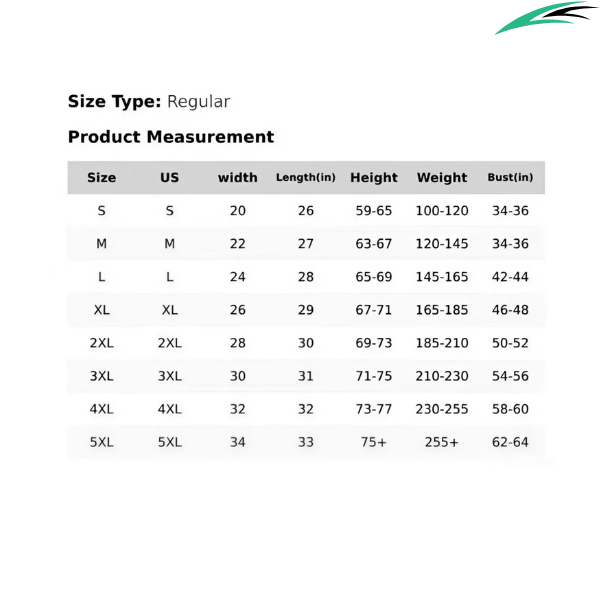 Size Type: Regular
Product Measurement
Size US width Length(in) Height Weight Bust(in)
S S 20 26 59-65 100-120 34-36
M M 22 27 63-67 120-145 34-36
L L 24 28 65-69 145-165 42-44
XL XL 26 29 67-71 165-185 46-48
2XL 2XL 28 30 69-73 185-210 50-52
3XL 3XL 30 31 71-75 210-230 54-56
4XL 4XL 32 32 73-77 230-255 58-60
5XL 5XL 34 33 75+ 255+ 62-64